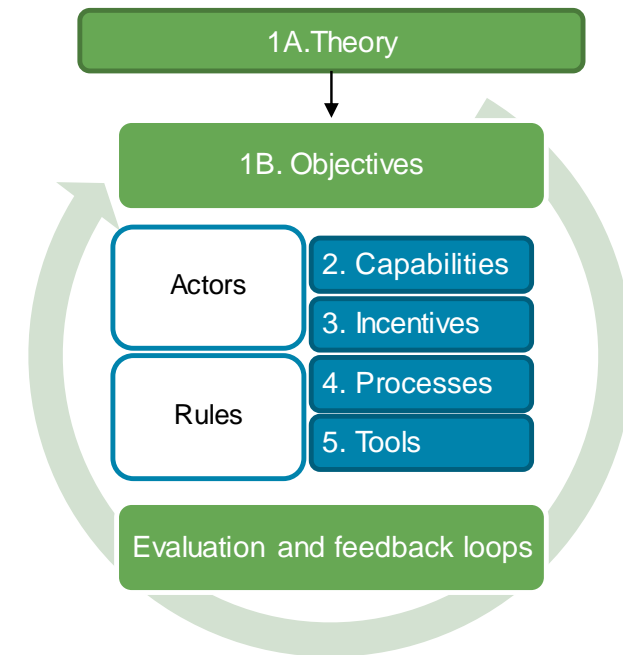 1A.Theory
1B. Objectives
Actors
2. Capabilities
3. Incentives
Rules
4. Processes
5. Tools
Evaluation and feedback loops